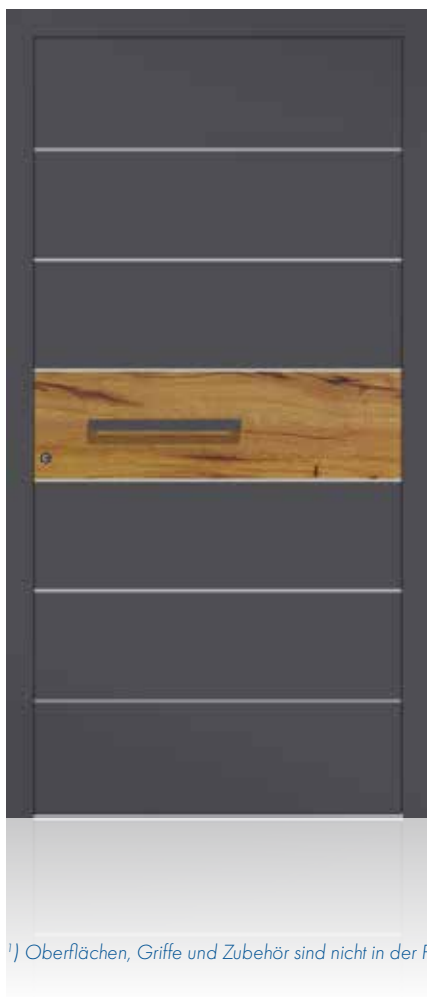 ¹) Oberflächen, Griffe und Zubehör sind nicht in der